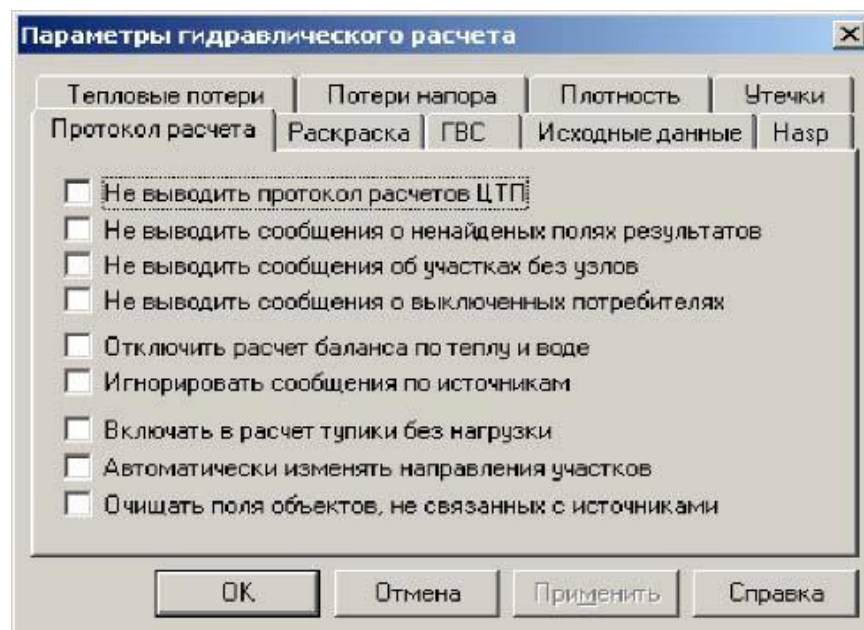 Параметры гидравлического расчета
Тепловые потери Потери напора Плотность Утечки
Протокол расчета Раскраска ГВС Исходные данные Hasp
Не выводить протокол расчетов ЦТП
Не выводить сообщения о ненайденых полях результатов
Не выводить сообщения об участках без узлов
Не выводить сообщения о выключенных потребителях
Отключить расчет баланса по теплу и воде
Игнорировать сообщения по источникам
Включать в расчет тупики без нагрузки
Автоматически изменять направления участков
Очищать поля объектов, не связанных с источниками
ОК Отмена Применить Справка